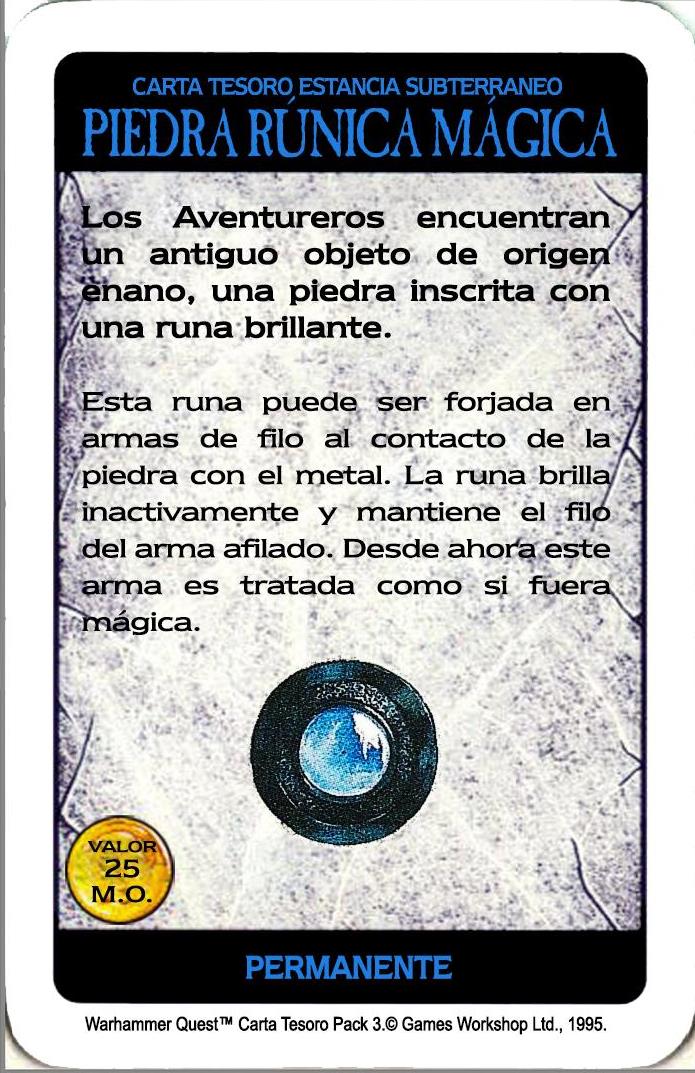 CARTA TESORO ESTANCIA SUBTERRANEO
PIEDRA RÚNICA MÁGICA
Los Aventureros encuentran
un antiguo objeto de origen
enano, una piedra inscrita con
una runa brillante.
Esta runa puede ser forjada en
armas de filo al contacto de la
piedra con el metal. La runa brilla
inactivamente y mantiene el filo
del arma afilado. Desde ahora este
arma es tratada como si fuera
mágica.
VALOR
25
M.O.
PERMANENTE
Warhammer Quest™ Carta Tesoro Pack 3.© Games Workshop Ltd., 1995.